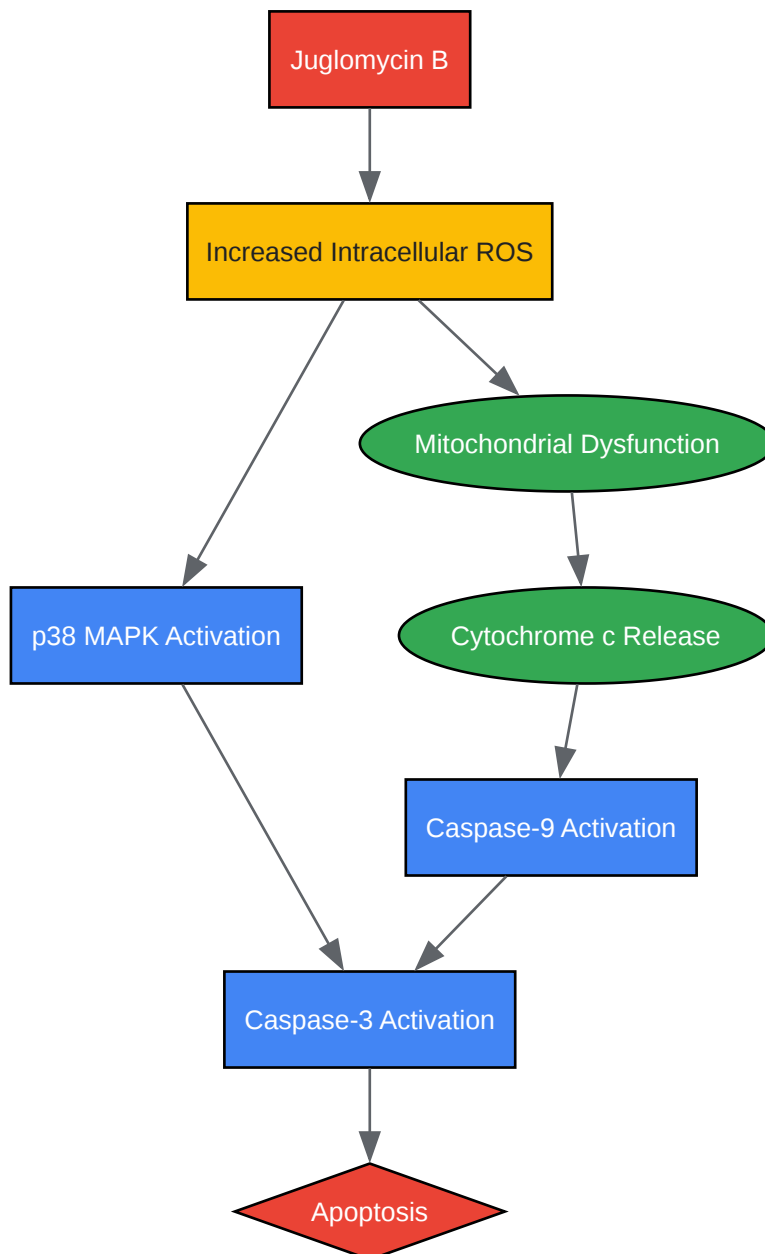 Juglomycin B
Increased Intracellular ROS
Mitochondrial Dysfunction
p38 MAPK Activation
Cytochrome c Release
Caspase-9 Activation
Caspase-3 Activation
Apoptosis